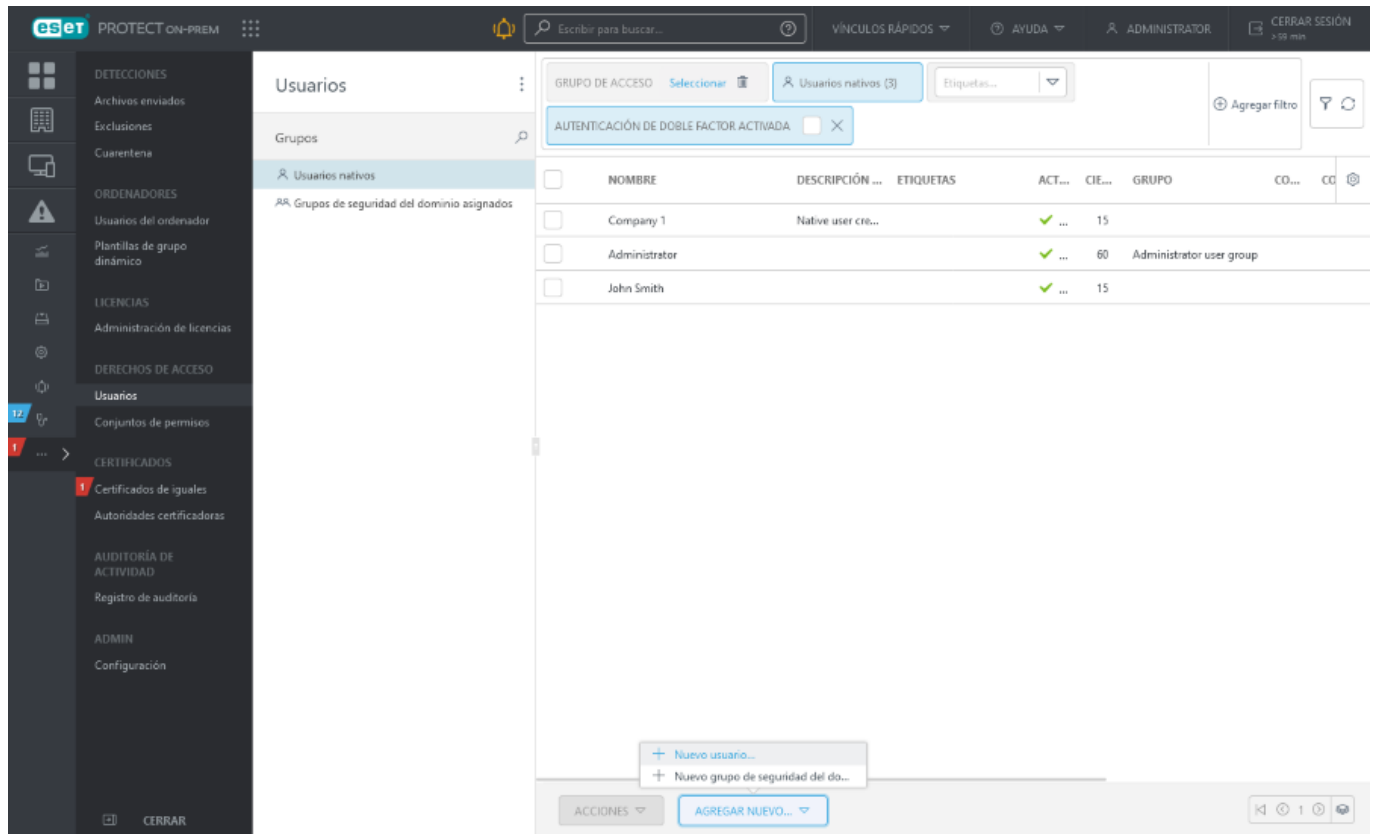 eset PROTECT ON-PREM
Escribir para buscar...
VÍNCULOS RÁPIDOS
AYUDA
ADMINISTRATOR
CERRAR SESIÓN
> 59 min
DETECCIONES
Archivos enviados
Exclusiones
Cuarentena
ORDENADORES
Usuarios del ordenador
Plantillas de grupo
dinámico
LICENCIAS
Administración de licencias
DERECHOS DE ACCESO
Usuarios
12
Conjuntos de permisos
1
...
CERTIFICADOS
1
Certificados de iguales
Autoridades certificadoras
AUDITORÍA DE
ACTIVIDAD
Registro de auditoría
ADMIN
Configuración
CERRAR
Usuarios
Grupos
Usuarios nativos
Grupos de seguridad del dominio asignados
GRUPO DE ACCESO Seleccionar
Usuarios nativos (3)
Etiquetas...
Agregar filtro
AUTENTICACIÓN DE DOBLE FACTOR ACTIVADA
NOMBRE DESCRIPCIÓN ... ETIQUETAS ACT... CIE... GRUPO CO... CO
Company 1 Native user cre... ... 15
Administrator ... 60 Administrator user group
John Smith ... 15
Nuevo usuario...
Nuevo grupo de seguridad del do...
ACCIONES
AGREGAR NUEVO...
1